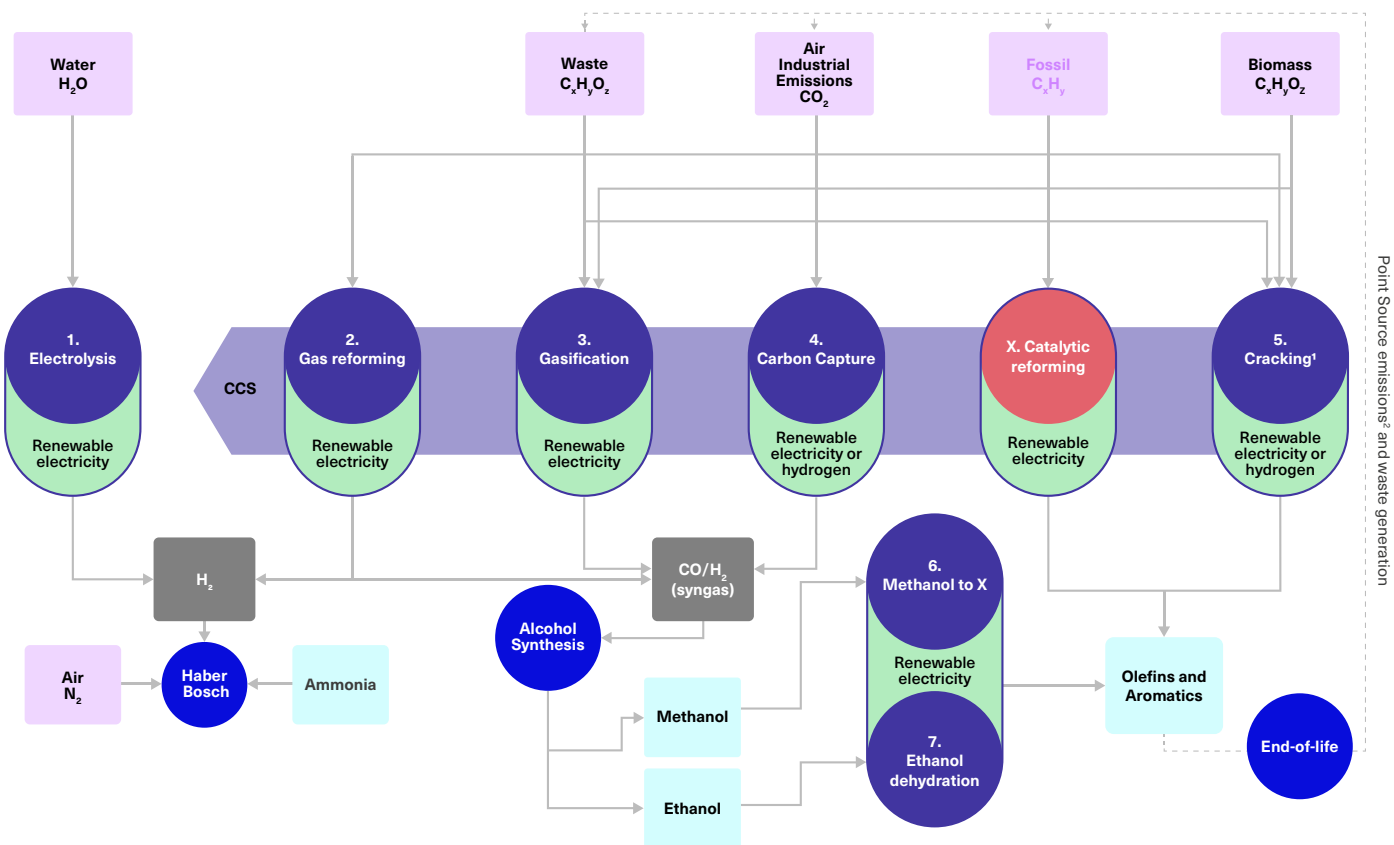 Water
H₂O
Waste
CₓHᵧO_z
Air
Industrial
Emissions
CO₂
Fossil
CₓHᵧ
Biomass
CₓHᵧO_Z
1.
Electrolysis
Renewable
electricity
CCS
2.
Gas reforming
Renewable
electricity
3.
Gasification
Renewable
electricity
4.
Carbon Capture
Renewable
electricity or
hydrogen
X. Catalytic
reforming
Renewable
electricity
5.
Cracking¹
Renewable
electricity or
hydrogen
Point Source emissions² and waste generation
H₂
CO/H₂
(syngas)
Alcohol
Synthesis
Air
N₂
Haber
Bosch
Ammonia
Methanol
Ethanol
6.
Methanol to X
Renewable
electricity
7.
Ethanol
dehydration
Olefins and
Aromatics
End-of-life